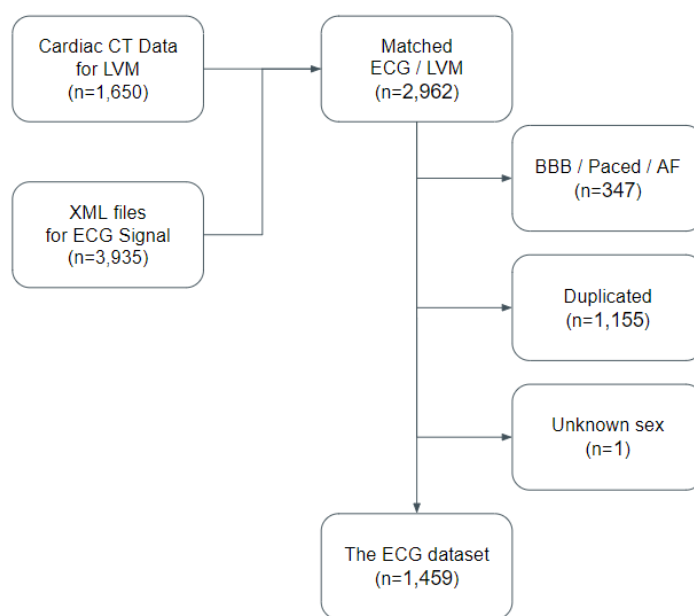 Cardiac CT Data
for LVM
(n=1,650)
Matched
ECG / LVM
(n=2,962)
XML files
for ECG Signal
(n=3,935)
BBB / Paced / AF
(n=347)
Duplicated
(n=1,155)
Unknown sex
(n=1)
The ECG dataset
(n=1,459)